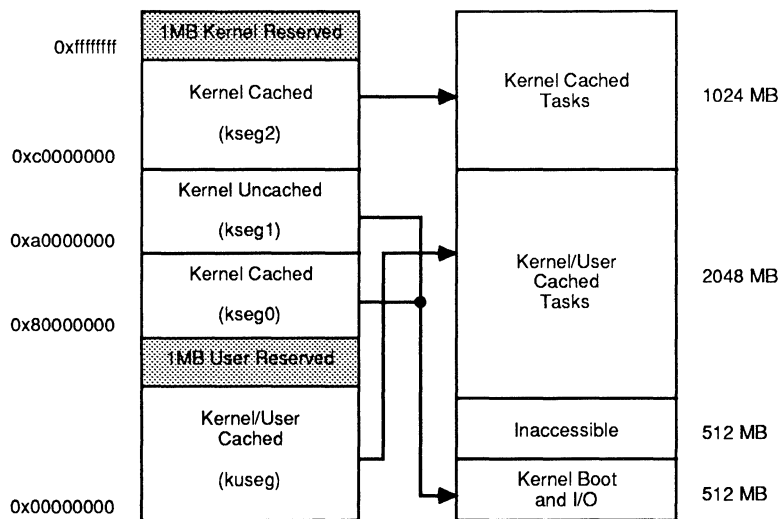 0xffffffff
1MB Kernel Reserved
Kernel Cached
(kseg2)
0xc0000000
Kernel Uncached
(kseg1)
0xa0000000
Kernel Cached
(kseg0)
0x80000000
1MB User Reserved
Kernel/User
Cached
(kuseg)
0x00000000
Kernel Cached
Tasks
1024 MB
Kernel/User
Cached
Tasks
2048 MB
Inaccessible
512 MB
Kernel Boot
and I/O
512 MB